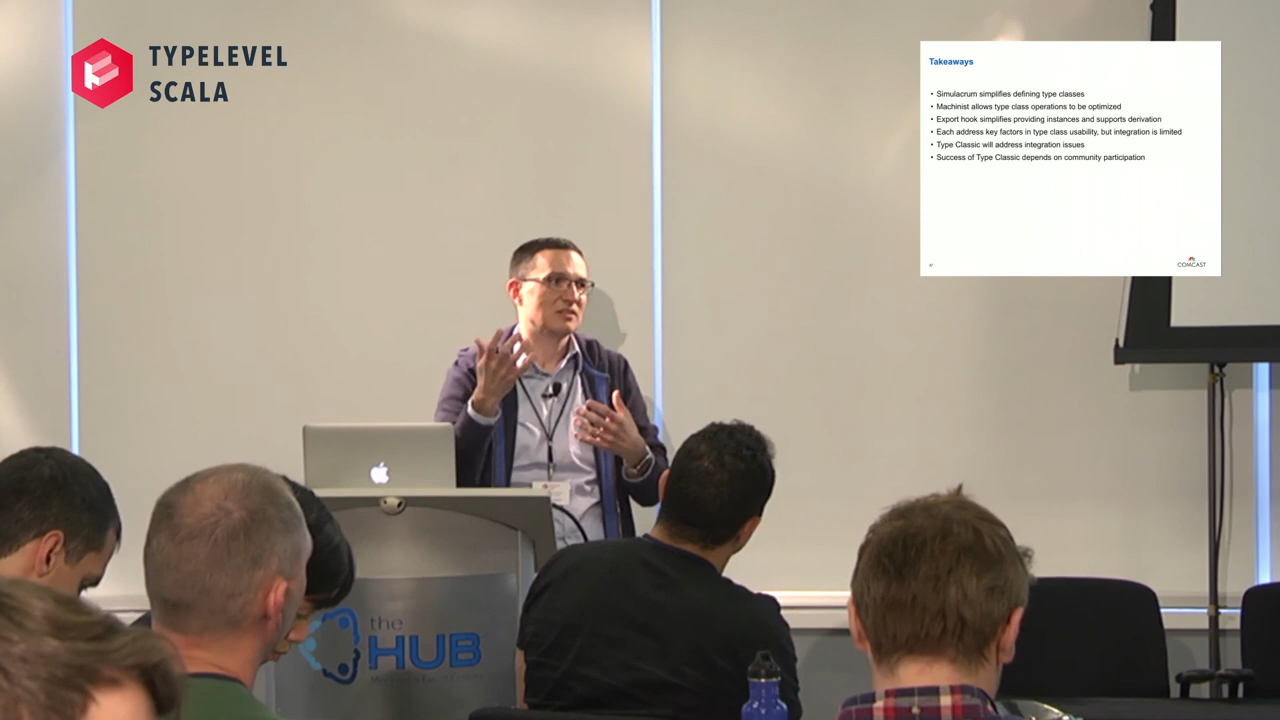 TYPELEVEL
SCALA
Takeaways
• Simulacrum simplifies defining type classes
• Machinist allows type class operations to be optimized
• Export hook simplifies providing instances and supports derivation
• Each address key factors in type class usability, but integration is limited
• Type Classic will address integration issues
• Success of Type Classic depends on community participation
COMCAST
the
HUB